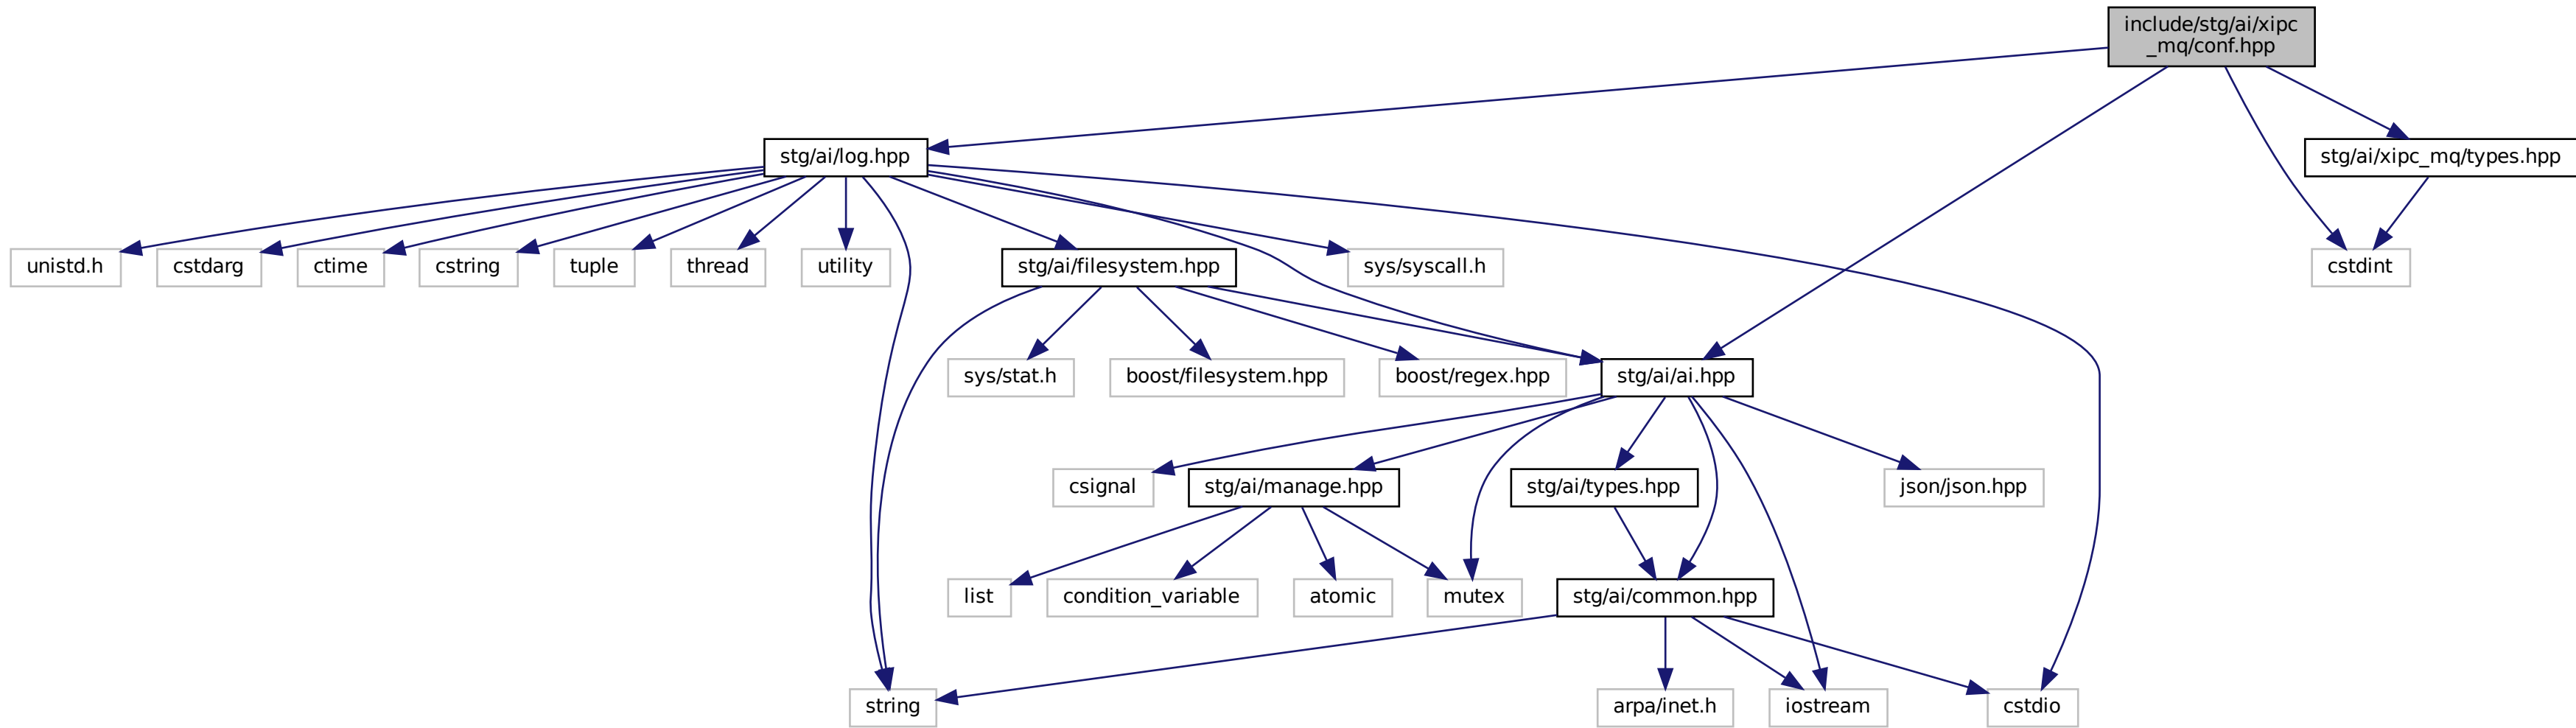 include/stg/ai/xipc
_mq/conf.hpp
stg/ai/log.hpp
stg/ai/xipc_mq/types.hpp
unistd.h
cstdarg
ctime
cstring
tuple
thread
utility
stg/ai/filesystem.hpp
sys/syscall.h
cstdint
sys/stat.h
boost/filesystem.hpp
boost/regex.hpp
stg/ai/ai.hpp
csignal
stg/ai/manage.hpp
stg/ai/types.hpp
json/json.hpp
list
condition_variable
atomic
mutex
stg/ai/common.hpp
string
arpa/inet.h
iostream
cstdio